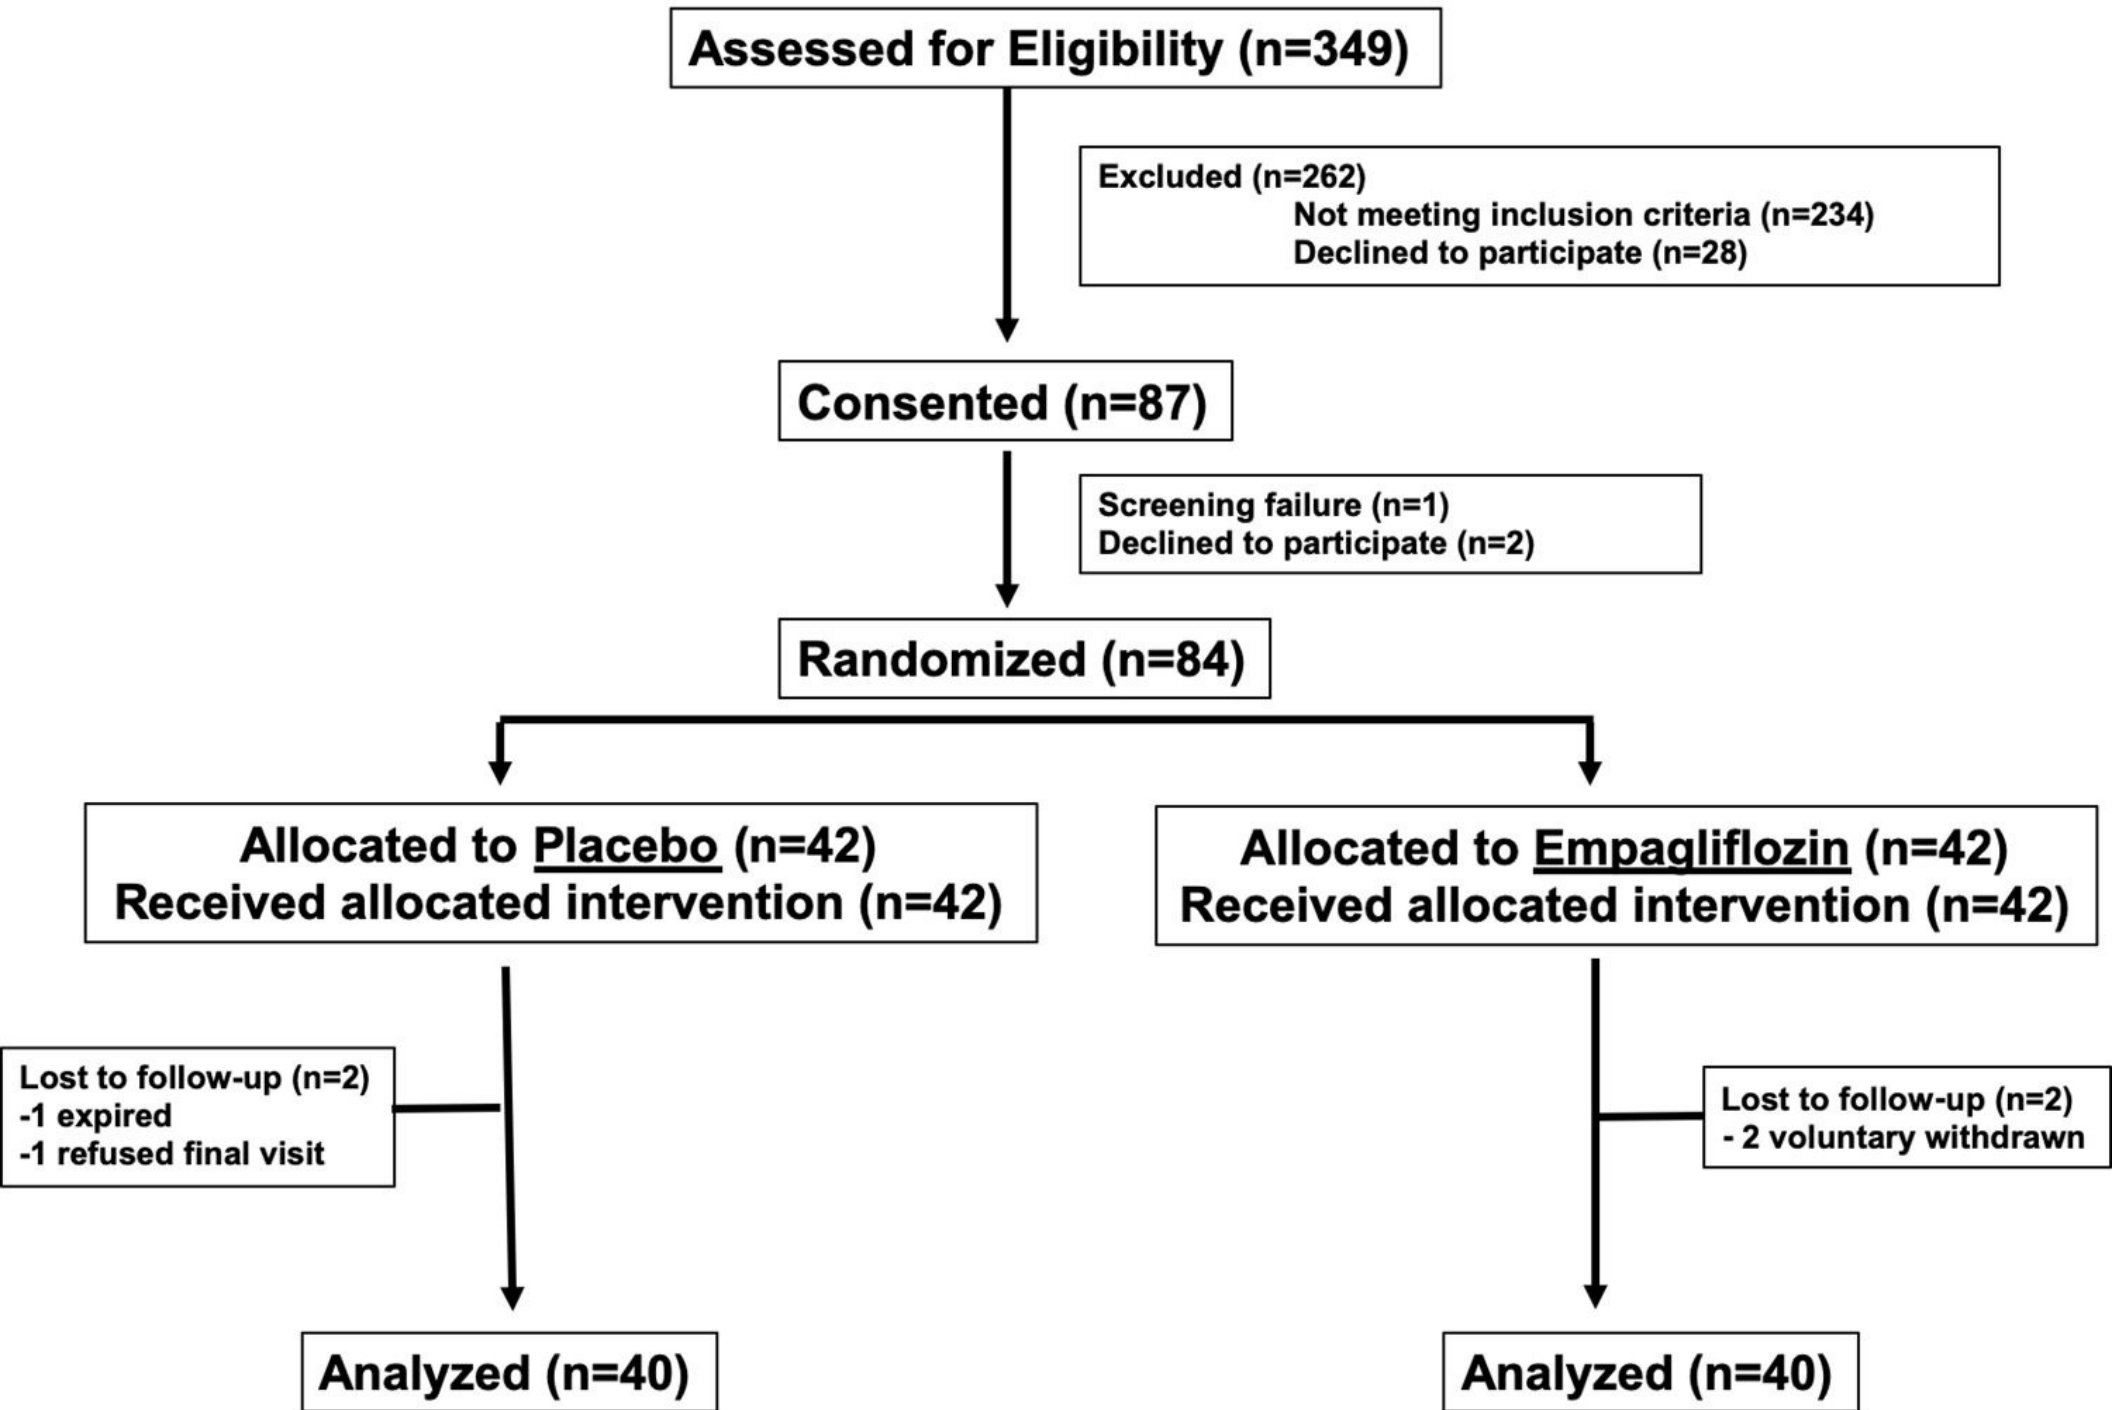 Assessed for Eligibility (n=349)
Excluded (n=262)
Not meeting inclusion criteria (n=234)
Declined to participate (n=28)
Consented (n=87)
Screening failure (n=1)
Declined to participate (n=2)
Randomized (n=84)
Allocated to Placebo (n=42)
Received allocated intervention (n=42)
Allocated to Empagliflozin (n=42)
Received allocated intervention (n=42)
Lost to follow-up (n=2)
-1 expired
-1 refused final visit
Lost to follow-up (n=2)
- 2 voluntary withdrawn
Analyzed (n=40)
Analyzed (n=40)